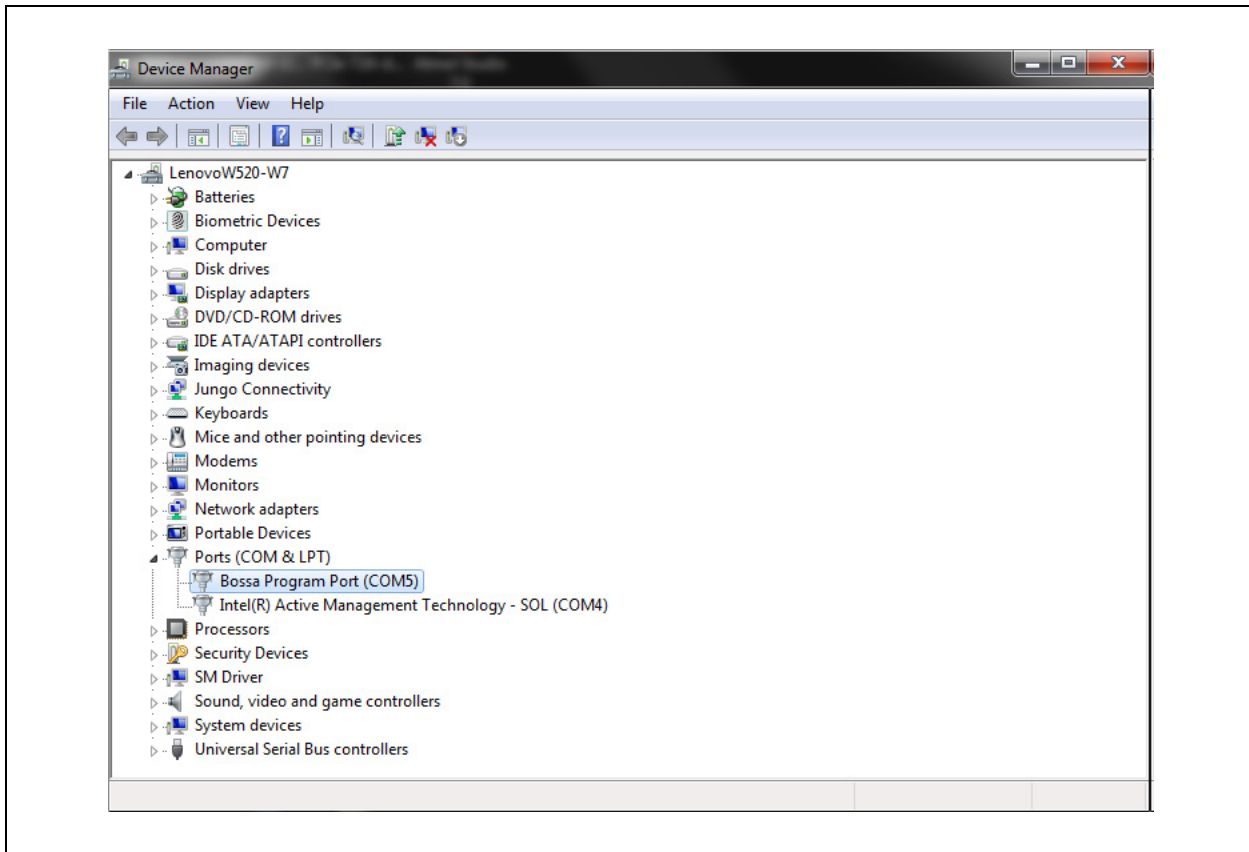 Device Manager
File Action View Help
LenovoW520-W7
Batteries
Biometric Devices
Computer
Disk drives
Display adapters
DVD/CD-ROM drives
IDE ATA/ATAPI controllers
Imaging devices
Jungo Connectivity
Keyboards
Mice and other pointing devices
Modems
Monitors
Network adapters
Portable Devices
Ports (COM & LPT)
Bossa Program Port (COM5)
Intel(R) Active Management Technology - SOL (COM4)
Processors
Security Devices
SM Driver
Sound, video and game controllers
System devices
Universal Serial Bus controllers